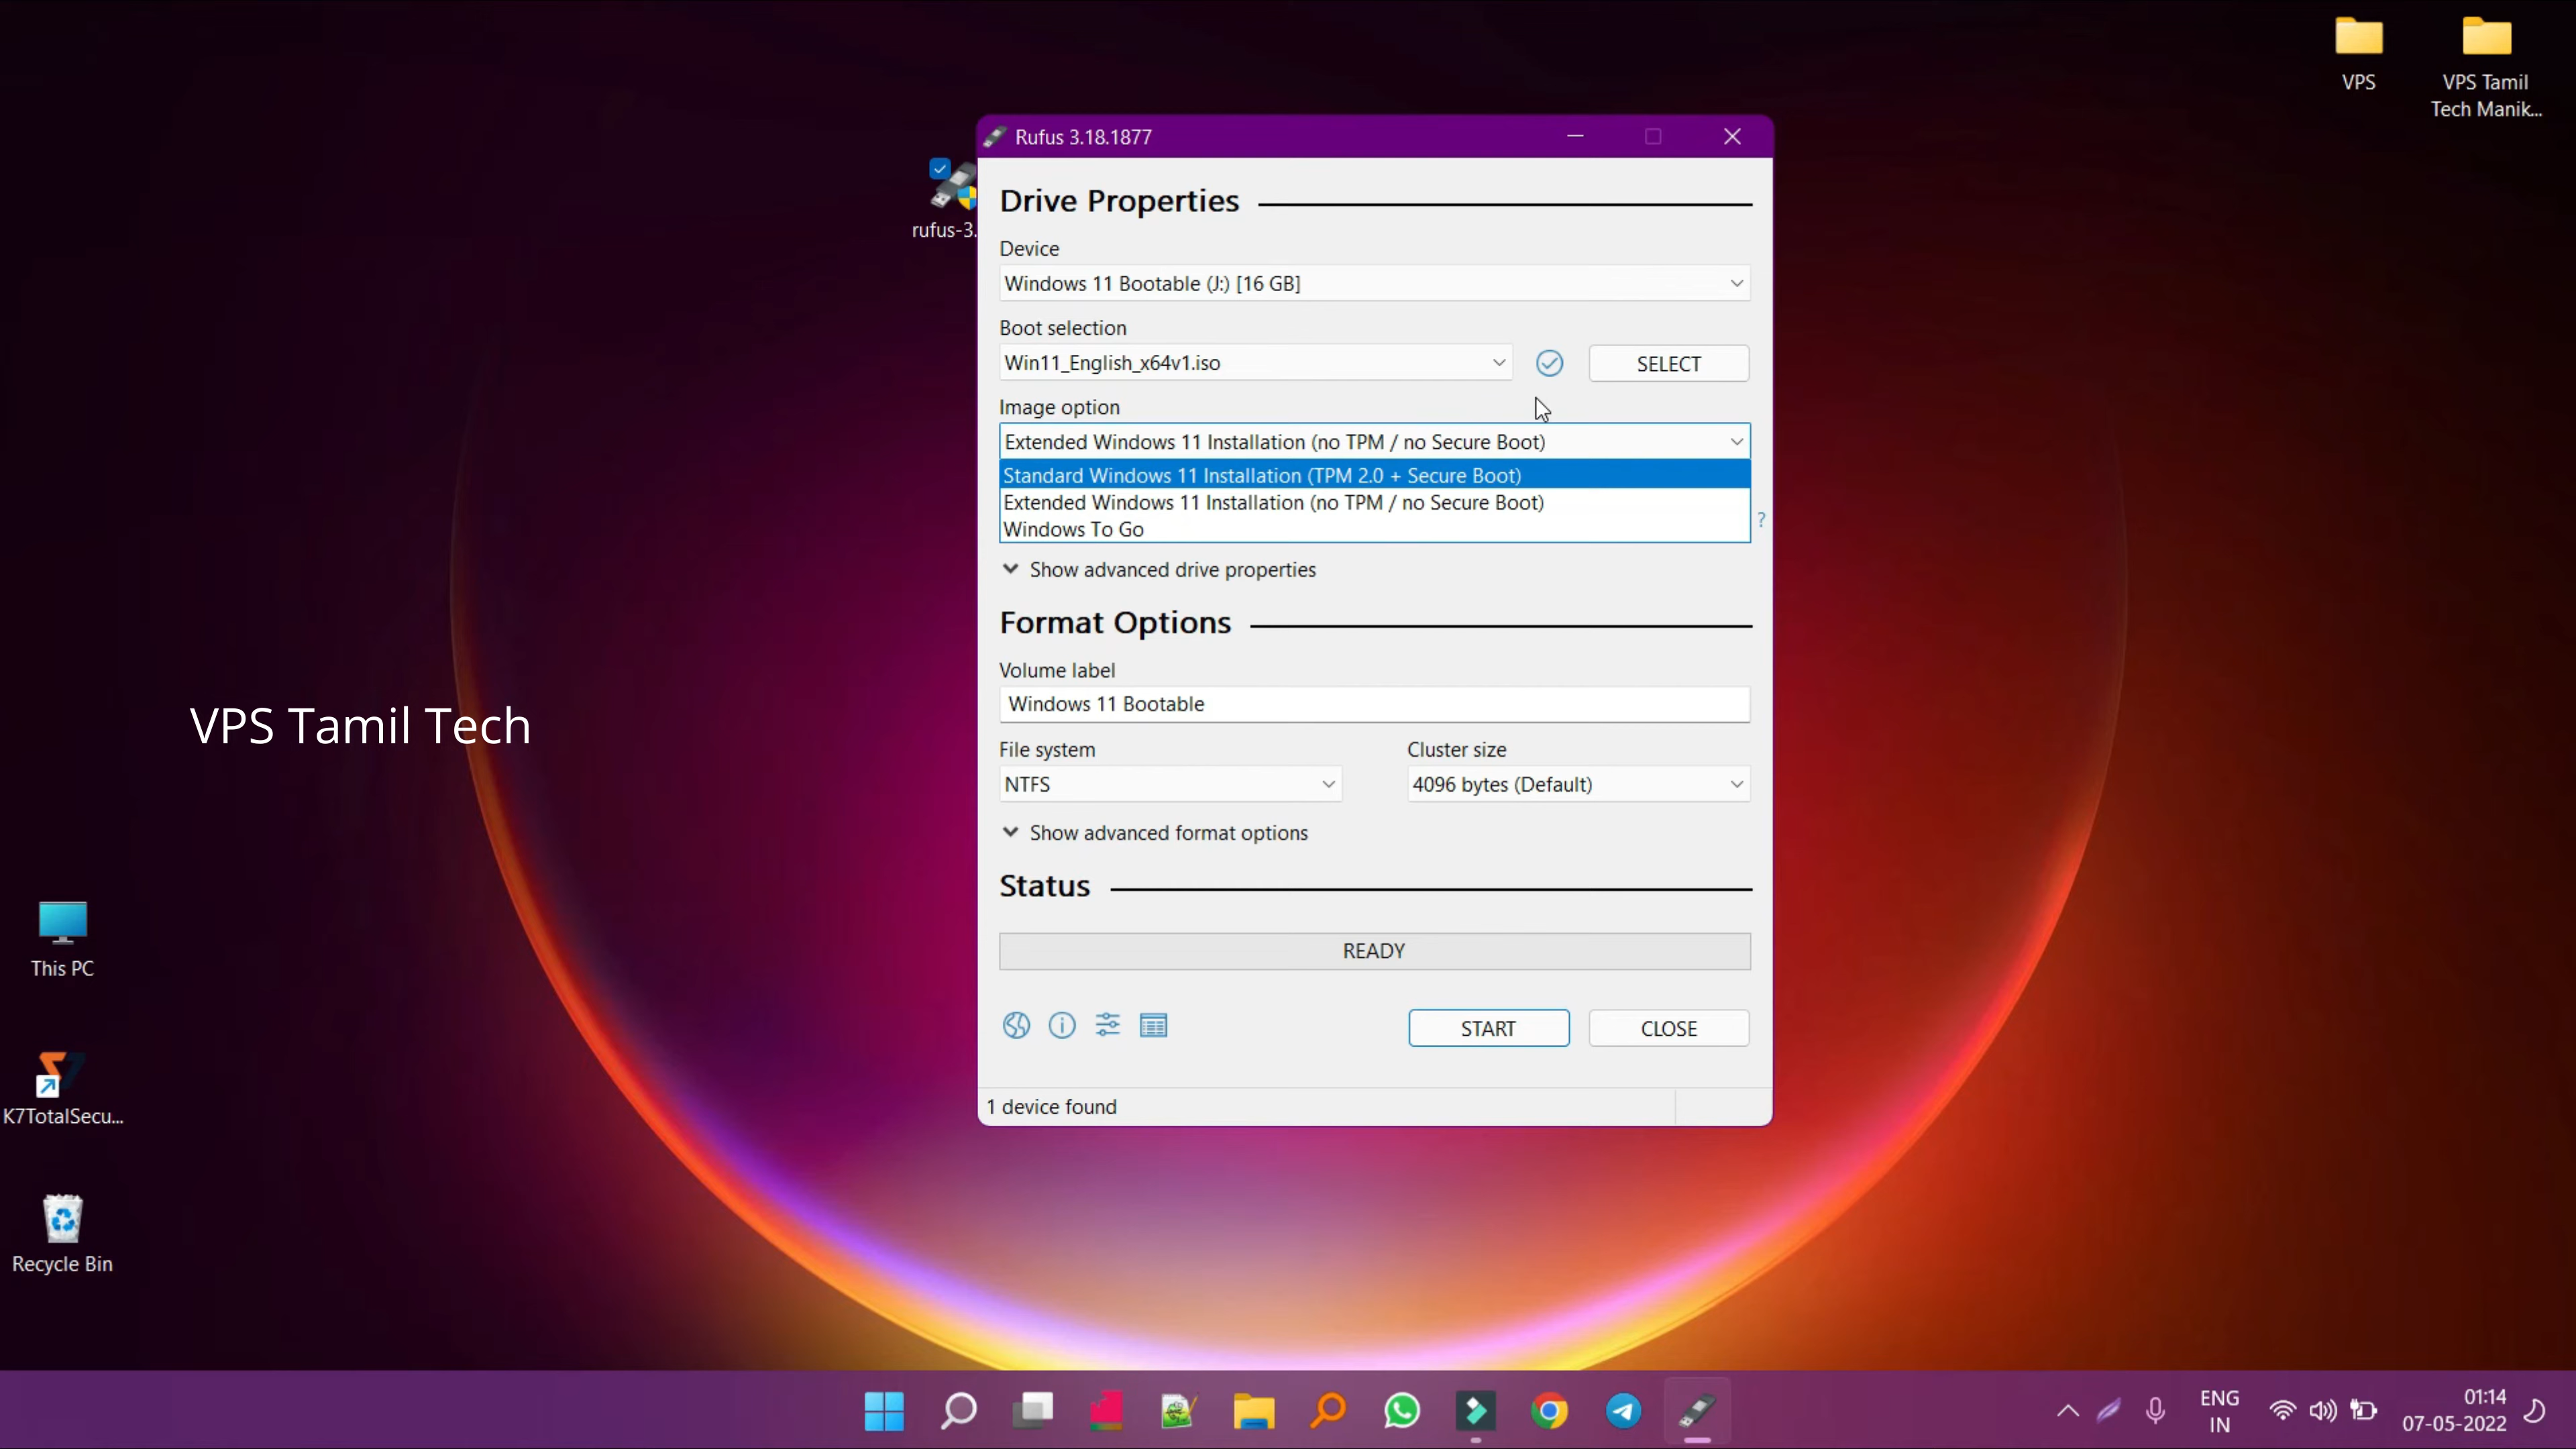 VPS
VPS Tamil
Tech Manik...
Rufus 3.18.1877
rufus-3.
Drive Properties
Device
Windows 11 Bootable (J:) [16 GB]
Boot selection
Win11_English_x64v1.iso
SELECT
Image option
Extended Windows 11 Installation (no TPM / no Secure Boot)
Standard Windows 11 Installation (TPM 2.0 + Secure Boot)
Extended Windows 11 Installation (no TPM / no Secure Boot)
Windows To Go
?
Show advanced drive properties
Format Options
Volume label
Windows 11 Bootable
File system
Cluster size
NTFS
4096 bytes (Default)
Show advanced format options
Status
READY
START
CLOSE
1 device found
VPS Tamil Tech
This PC
K7TotalSecu...
Recycle Bin
ENG
IN
01:14
07-05-2022